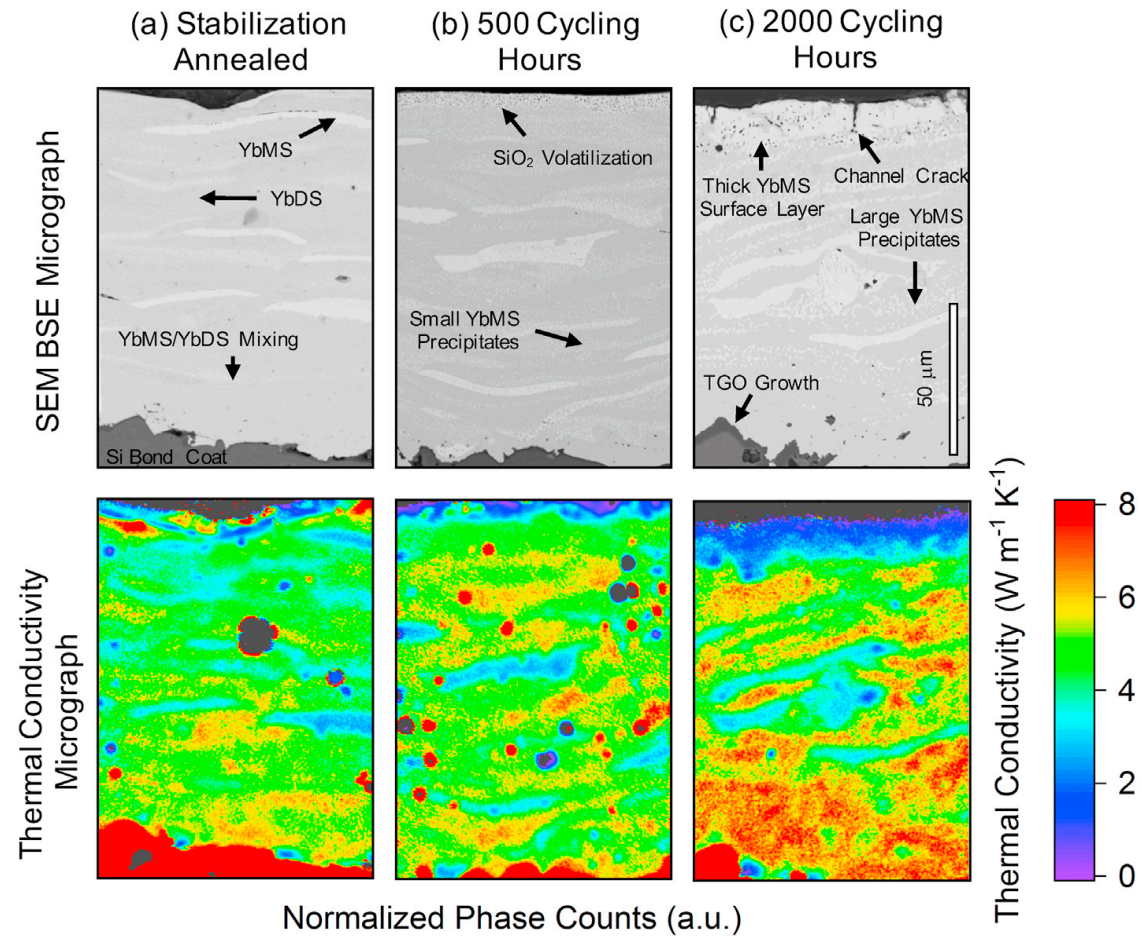 (a) Stabilization
Annealed
(b) 500 Cycling
Hours
(c) 2000 Cycling
Hours
SEM BSE Micrograph
YbMS
YbDS
YbMS/YbDS Mixing
Si Bond Coat
SiO₂ Volatilization
Small YbMS
Precipitates
Thick YbMS
Surface Layer
Channel Crack
Large YbMS
Precipitates
TGO Growth
50 μm
Thermal Conductivity
Micrograph
Thermal Conductivity (W m⁻¹ K⁻¹)
8
6
4
2
0
Normalized Phase Counts (a.u.)